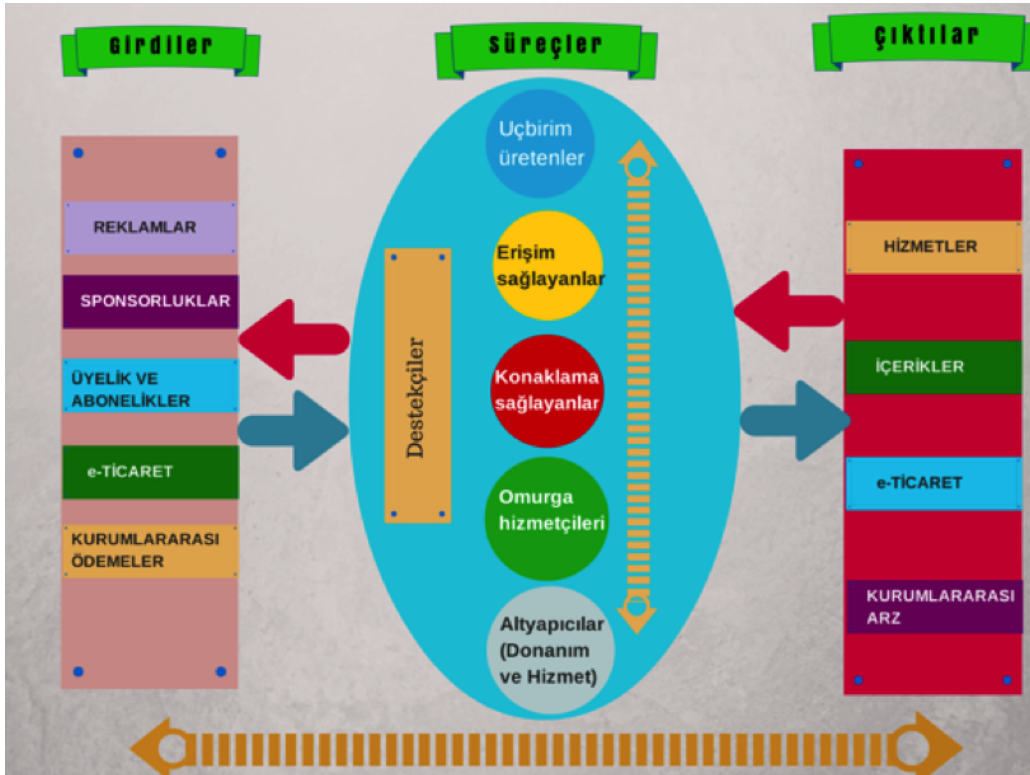 Girdiler
REKLAMLAR
SPONSORLUKLAR
ÜYELİK VE
ABONELİKLER
e-TİCARET
KURUMLARARASI
ÖDEMELER
Süreçler
Destekçiler
Uçbirim
üretenler
Erişim
sağlayanlar
Konaklama
sağlayanlar
Omurga
hizmetçileri
Altyapıcılar
(Donanım
ve Hizmet)
Çıktılar
HİZMETLER
İÇERİKLER
e-TİCARET
KURUMLARARASI
ARZ